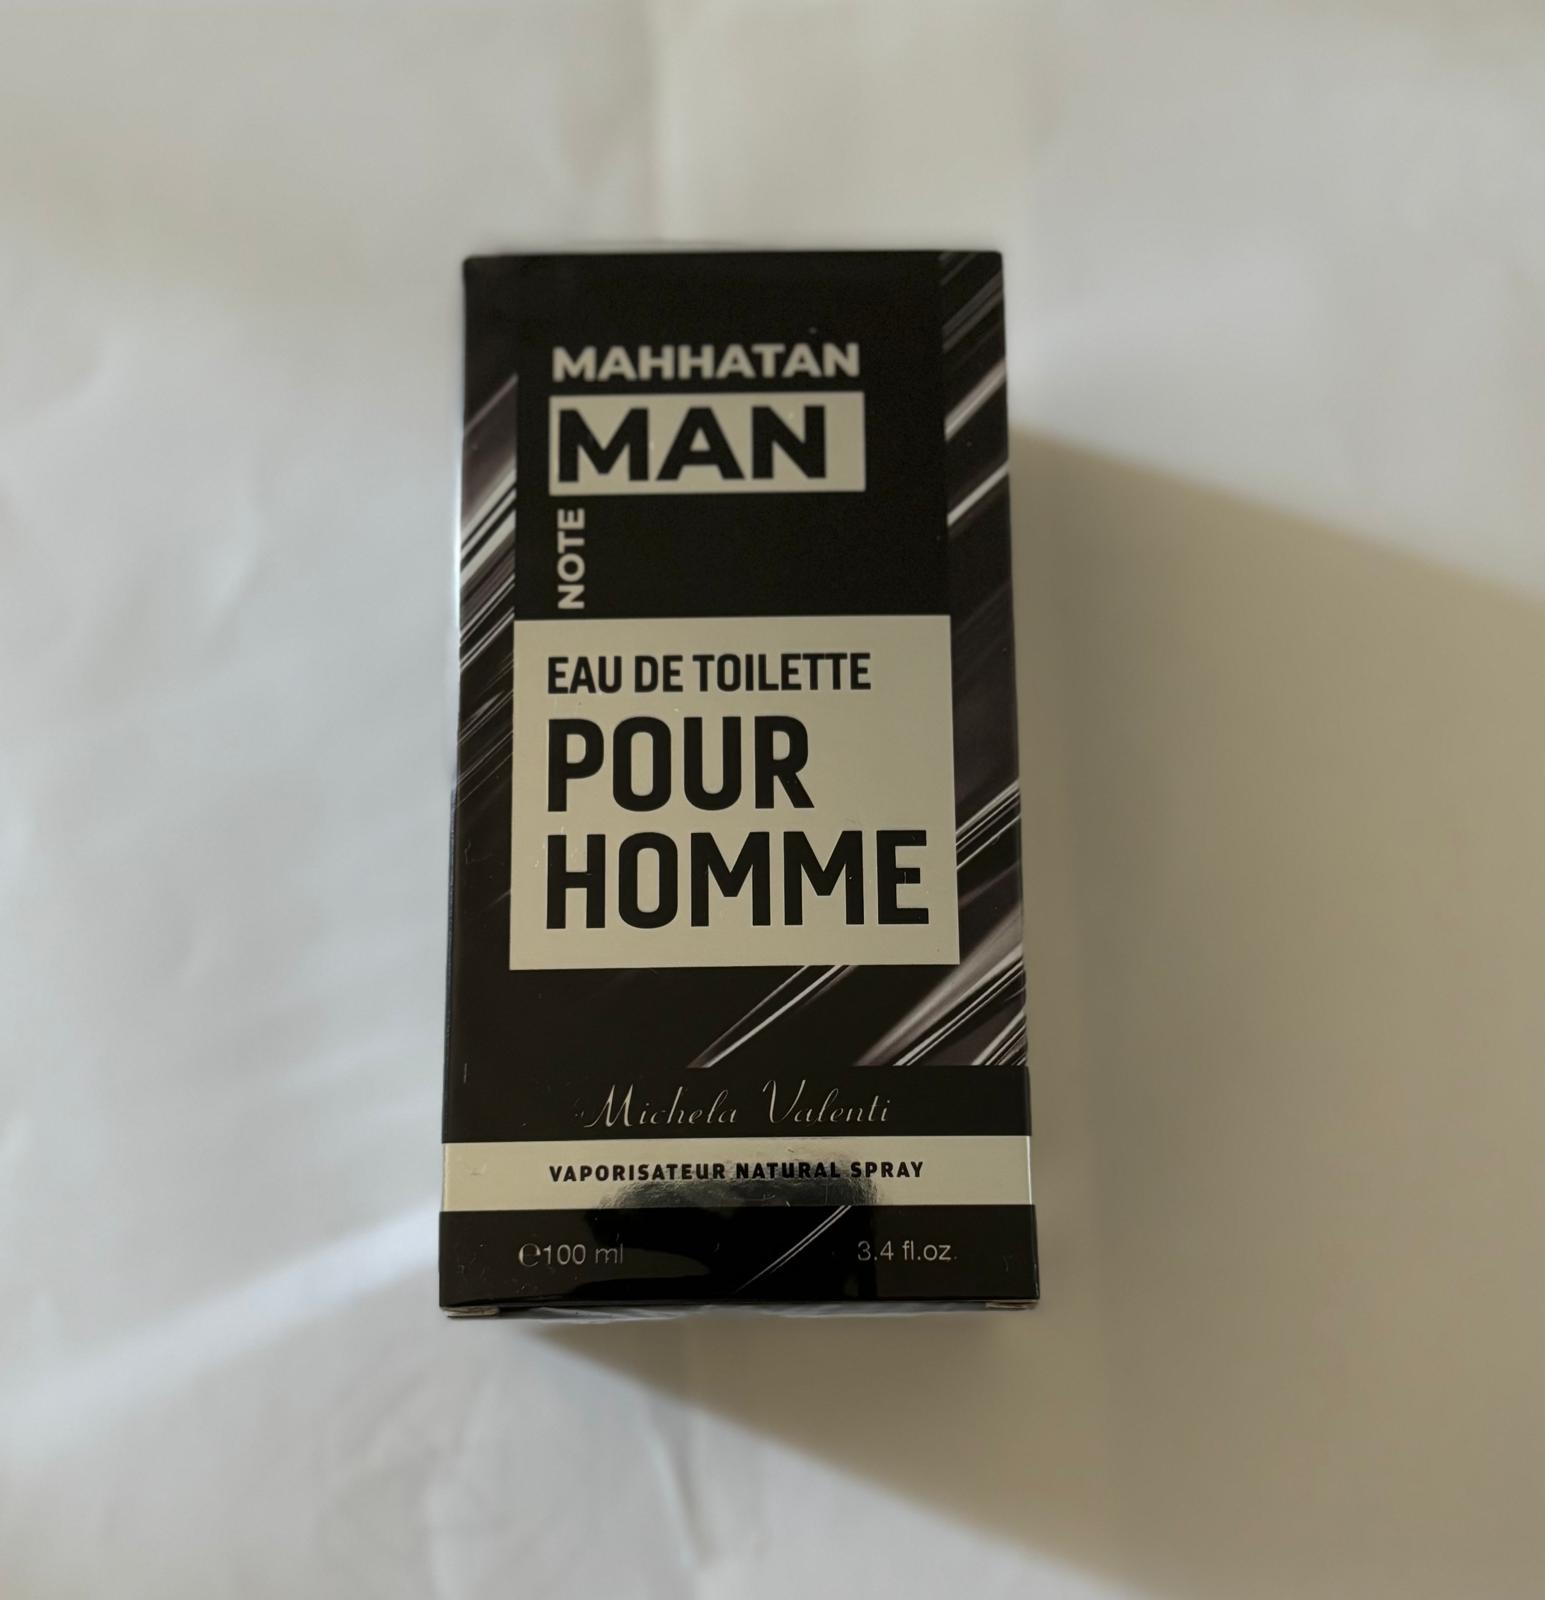 MAHHATAN
MAN
NOTE
EAU DE TOILETTE
POUR
HOMME
Michela Valenti
VAPORISATEUR NATURAL SPRAY
℮100 ml 3.4 fl.oz.